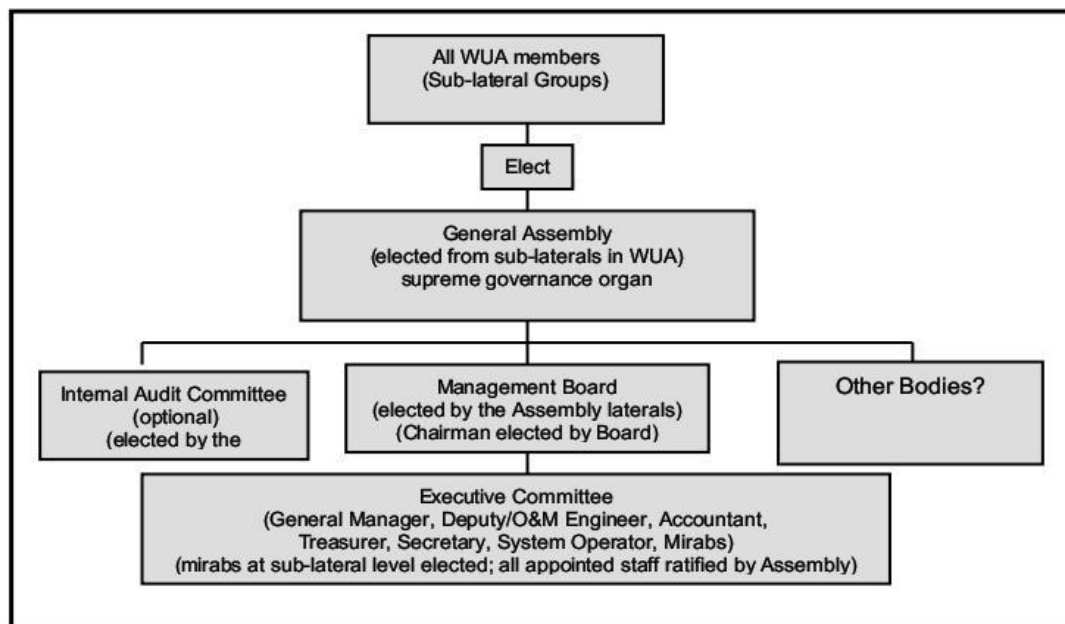 All WUA members
(Sub-lateral Groups)
Elect
General Assembly
(elected from sub-laterals in WUA)
supreme governance organ
Internal Audit Committee
(optional)
(elected by the
Management Board
(elected by the Assembly laterals)
(Chairman elected by Board)
Other Bodies?
Executive Committee
(General Manager, Deputy/O&M Engineer, Accountant,
Treasurer, Secretary, System Operator, Mirabs)
(mirabs at sub-lateral level elected; all appointed staff ratified by Assembly)